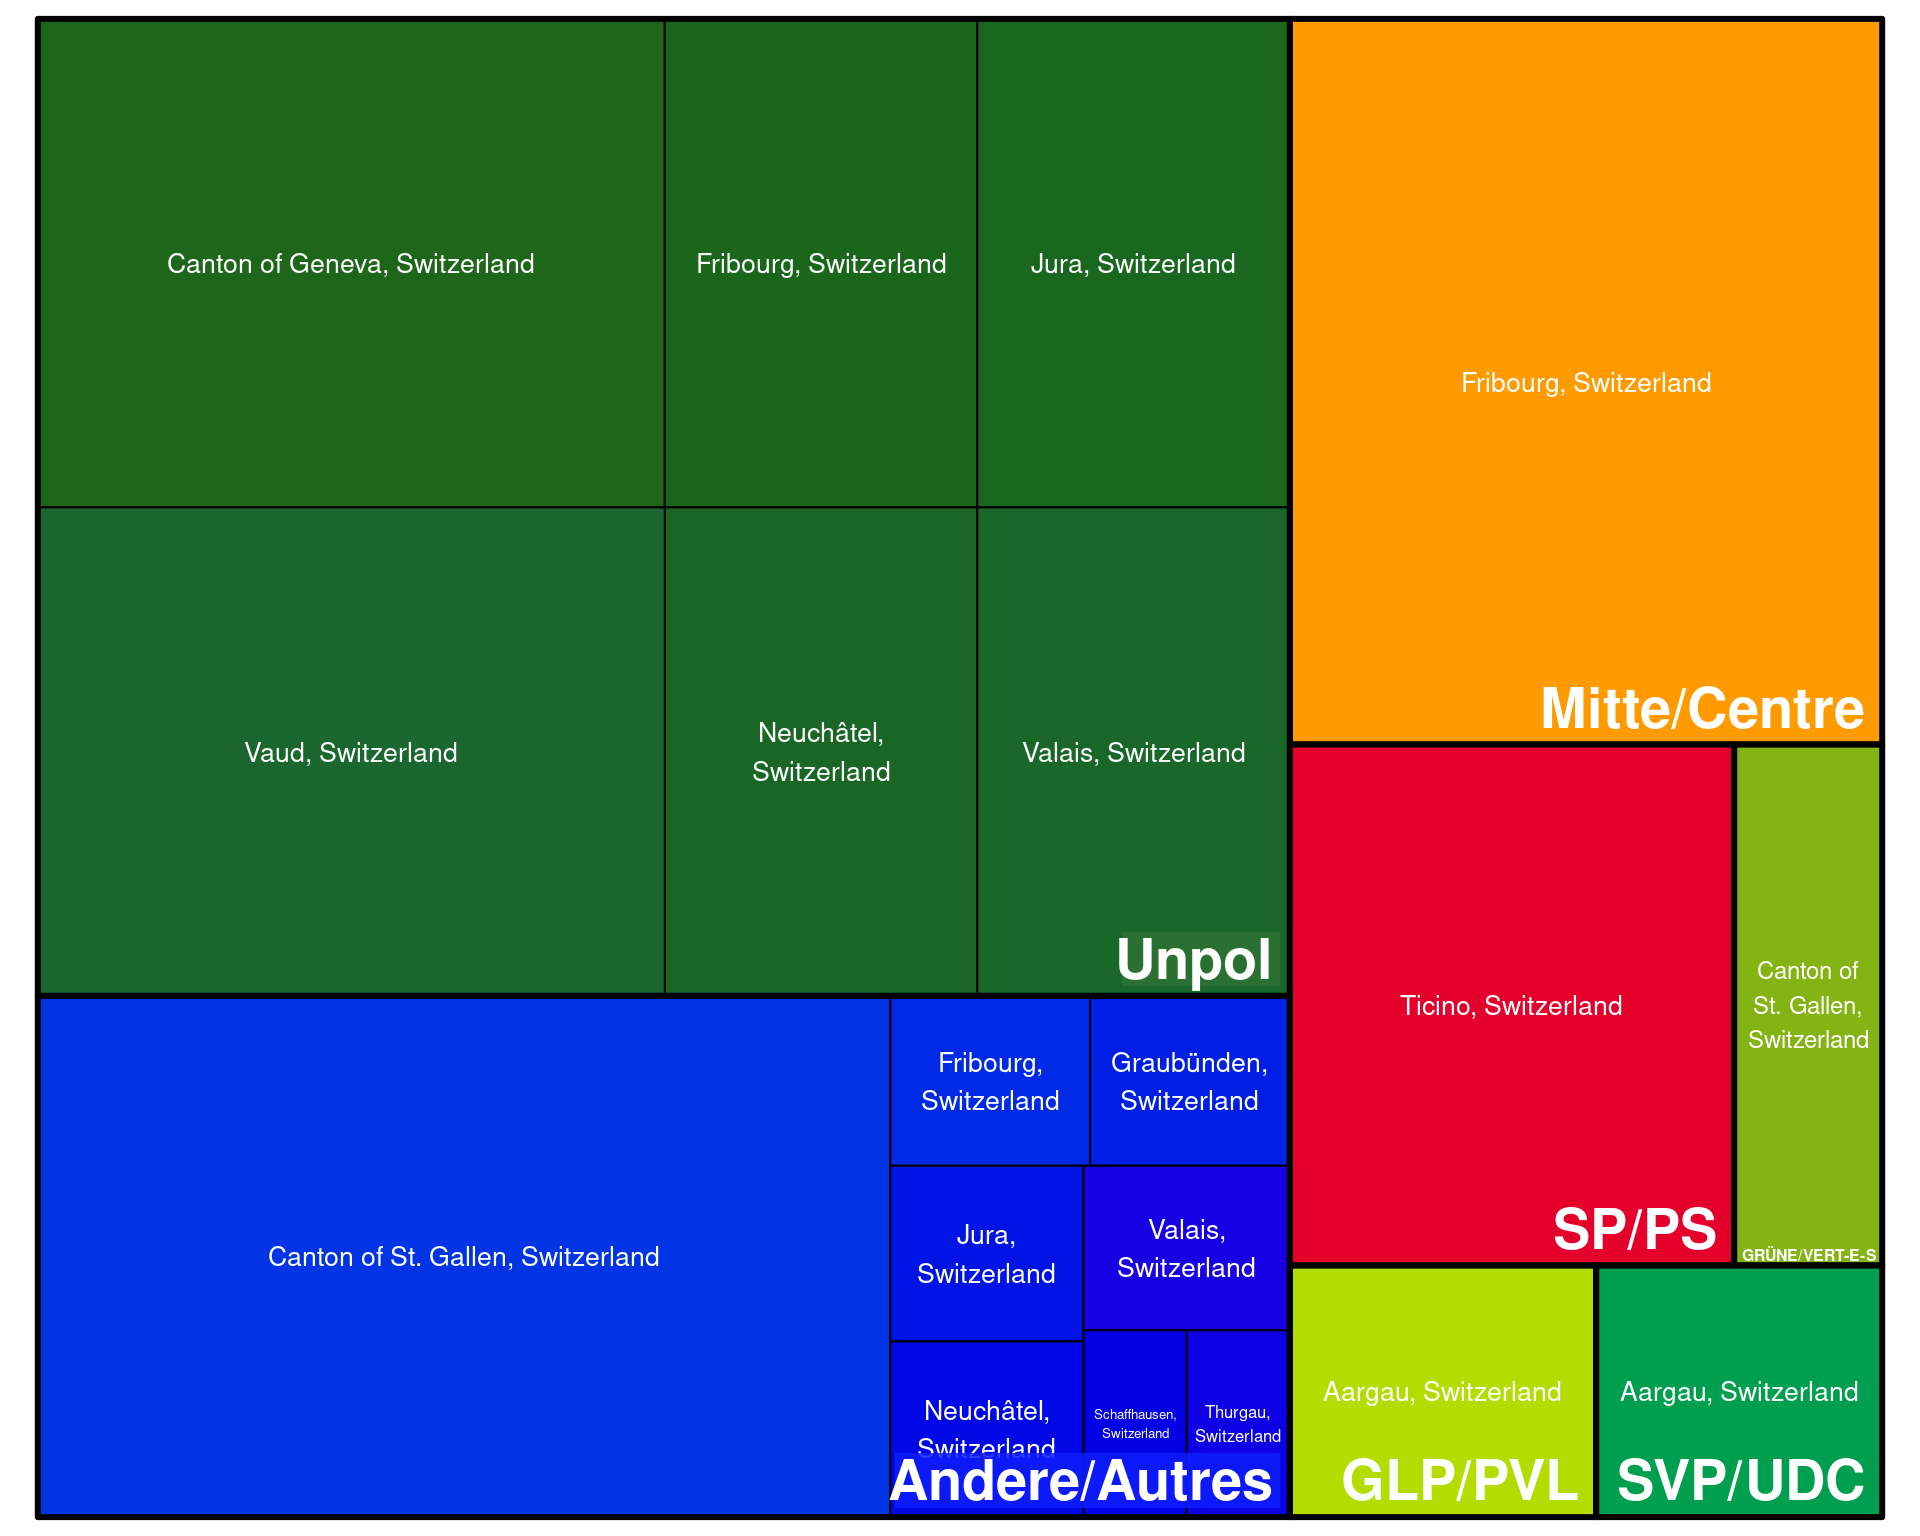 Canton of Geneva, Switzerland
Fribourg, Switzerland
Jura, Switzerland
Vaud, Switzerland
Neuchâtel,
Switzerland
Valais, Switzerland
Unpol
Fribourg, Switzerland
Mitte/Centre
Ticino, Switzerland
SP/PS
Canton of
St. Gallen,
Switzerland
GRÜNE/VERT-E-S
Canton of St. Gallen, Switzerland
Fribourg,
Switzerland
Graubünden,
Switzerland
Jura,
Switzerland
Valais,
Switzerland
Neuchâtel,
Switzerland
Schaffhausen,
Switzerland
Thurgau,
Switzerland
Andere/Autres
Aargau, Switzerland
GLP/PVL
Aargau, Switzerland
SVP/UDC